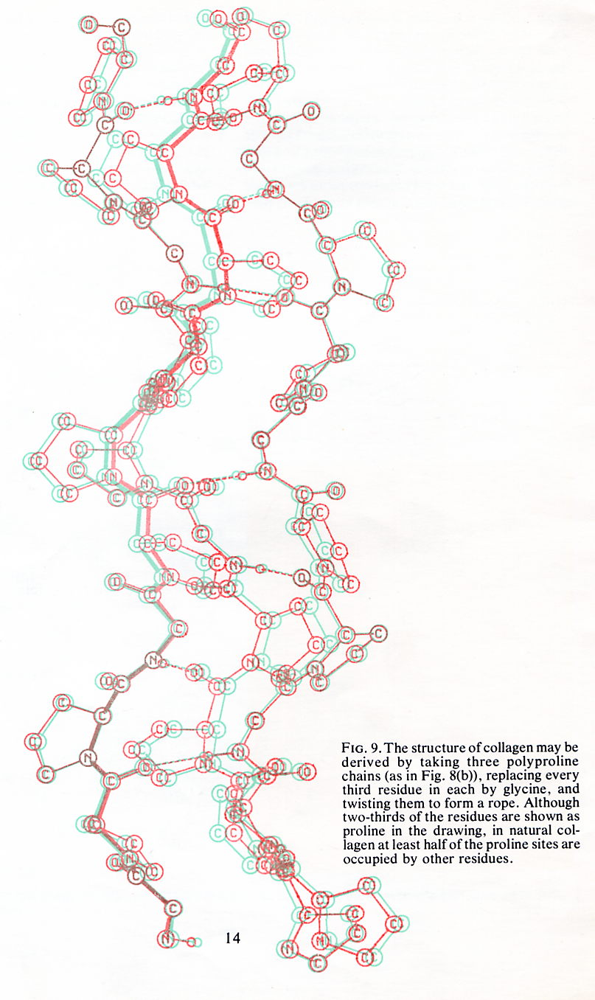 FIG. 9. The structure of collagen may be
derived by taking three polyproline
chains (as in Fig. 8(b)), replacing every
third residue in each by glycine, and
twisting them to form a rope. Although
two-thirds of the residues are shown as
proline in the drawing, in natural col-
lagen at least half of the proline sites are
occupied by other residues.
14